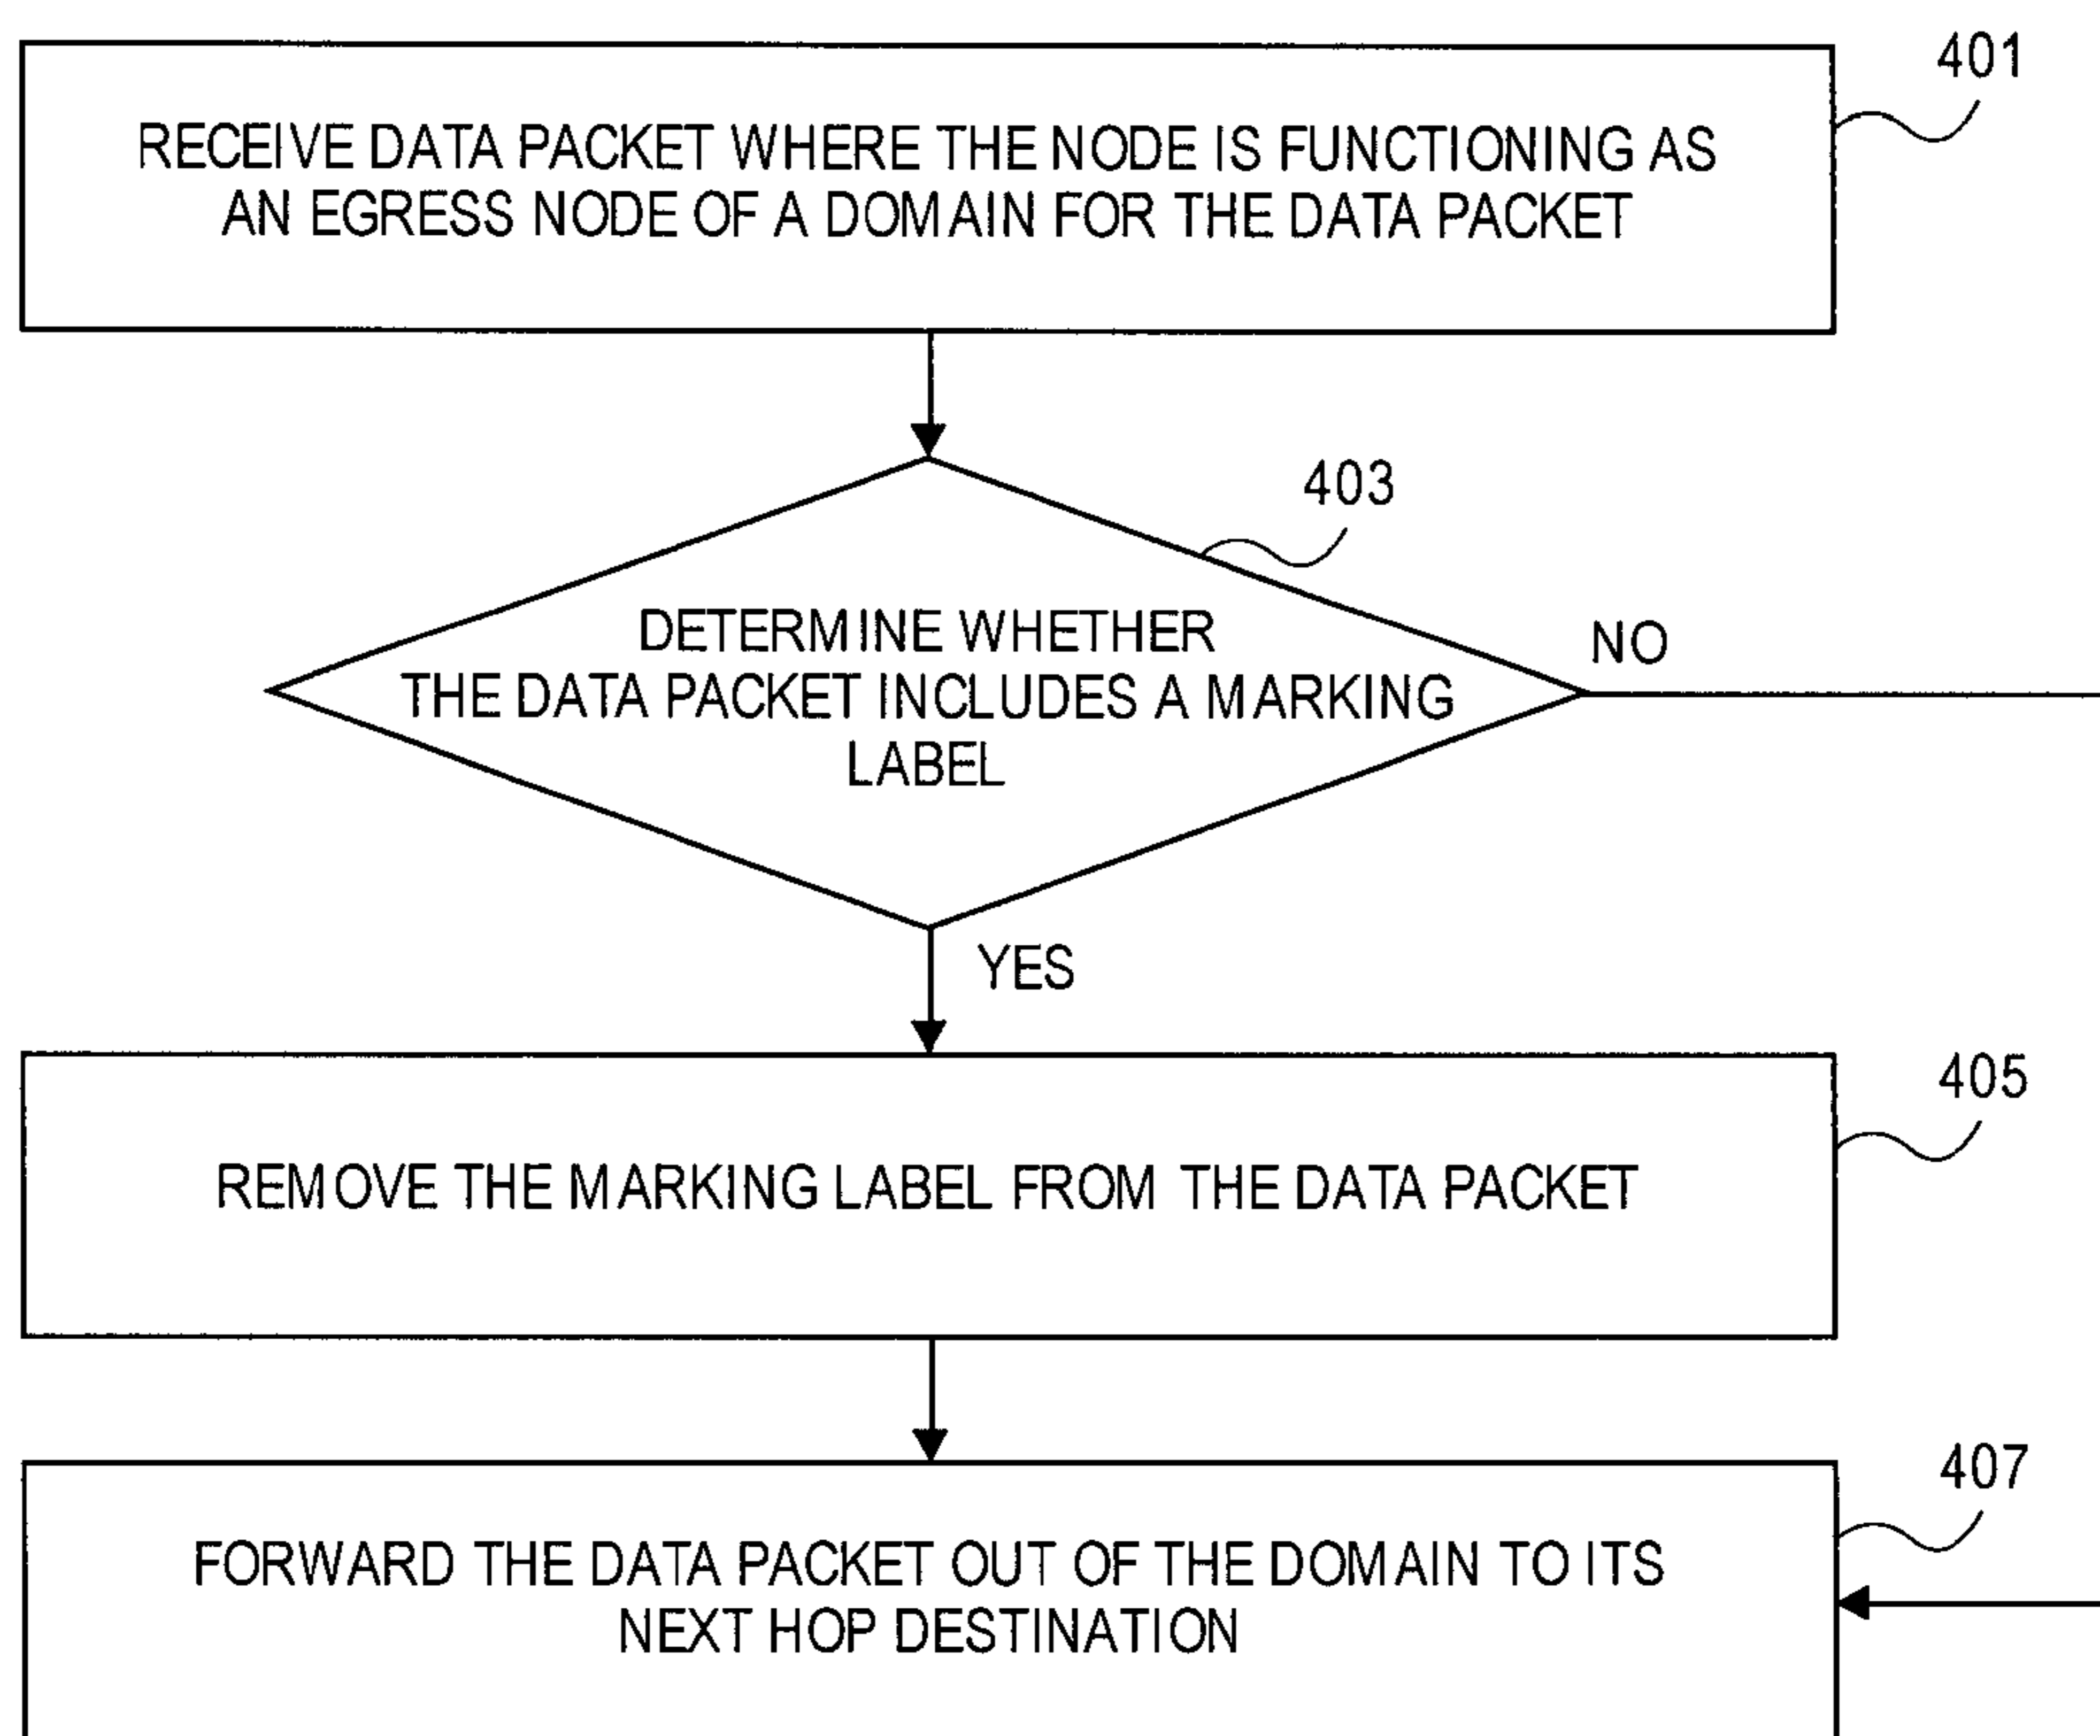 401
RECEIVE DATA PACKET WHERE THE NODE IS FUNCTIONING AS
AN EGRESS NODE OF A DOMAIN FOR THE DATA PACKET
403
DETERMINE WHETHER
THE DATA PACKET INCLUDES A MARKING
LABEL
NO
YES
405
REMOVE THE MARKING LABEL FROM THE DATA PACKET
407
FORWARD THE DATA PACKET OUT OF THE DOMAIN TO ITS
NEXT HOP DESTINATION